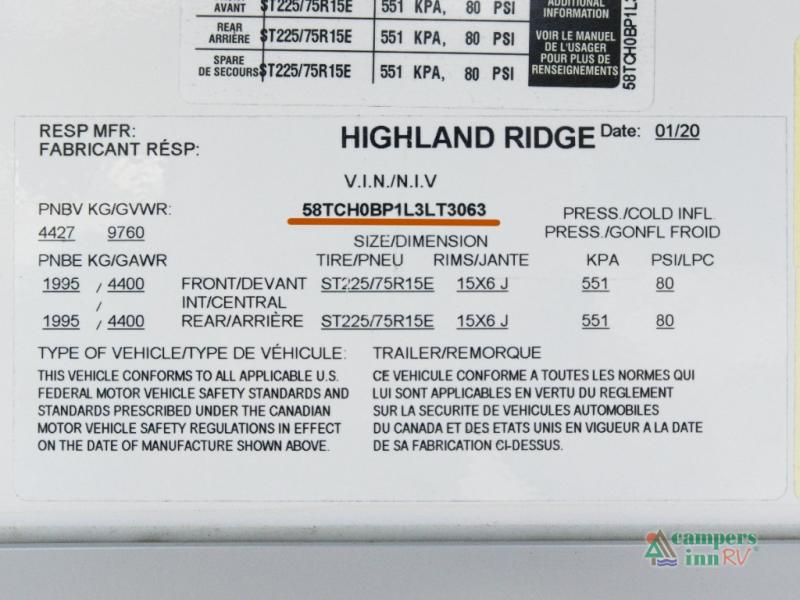 AVANT ST225/75R15E 551 KPA, 80 PSI
REAR
ARRIÈRE ST225/75R15E 551 KPA, 80 PSI
SPARE
DE SECOURS ST225/75R15E 551 KPA, 80 PSI
ADDITIONAL
INFORMATION
VOIR LE MANUEL
DE L'USAGER
POUR PLUS DE
RENSEIGNEMENTS
58TCH0BP1L3
RESP MFR:
FABRICANT RÉSP:
HIGHLAND RIDGE Date: 01/20
V.I.N./N.I.V
58TCH0BP1L3LT3063
PNBV KG/GVWR:
4427 9760
PRESS./COLD INFL.
PRESS./GONFL FROID
SIZE/DIMENSION
PNBE KG/GAWR TIRE/PNEU RIMS/JANTE KPA PSI/LPC
1995 / 4400 FRONT/DEVANT ST225/75R15E 15X6 J 551 80
/ INT/CENTRAL
1995 / 4400 REAR/ARRIÈRE ST225/75R15E 15X6 J 551 80
TYPE OF VEHICLE/TYPE DE VÉHICULE: TRAILER/REMORQUE
THIS VEHICLE CONFORMS TO ALL APPLICABLE U.S.
FEDERAL MOTOR VEHICLE SAFETY STANDARDS AND
STANDARDS PRESCRIBED UNDER THE CANADIAN
MOTOR VEHICLE SAFETY REGULATIONS IN EFFECT
ON THE DATE OF MANUFACTURE SHOWN ABOVE.
CE VEHICULE CONFORME A TOUTES LES NORMES QUI
LUI SONT APPLICABLES EN VERTU DU REGLEMENT
SUR LA SECURITE DE VEHICULES AUTOMOBILES
DU CANADA ET DES ETATS UNIS EN VIGUEUR A LA DATE
DE SA FABRICATION CI-DESSUS.
campers
inn RV®